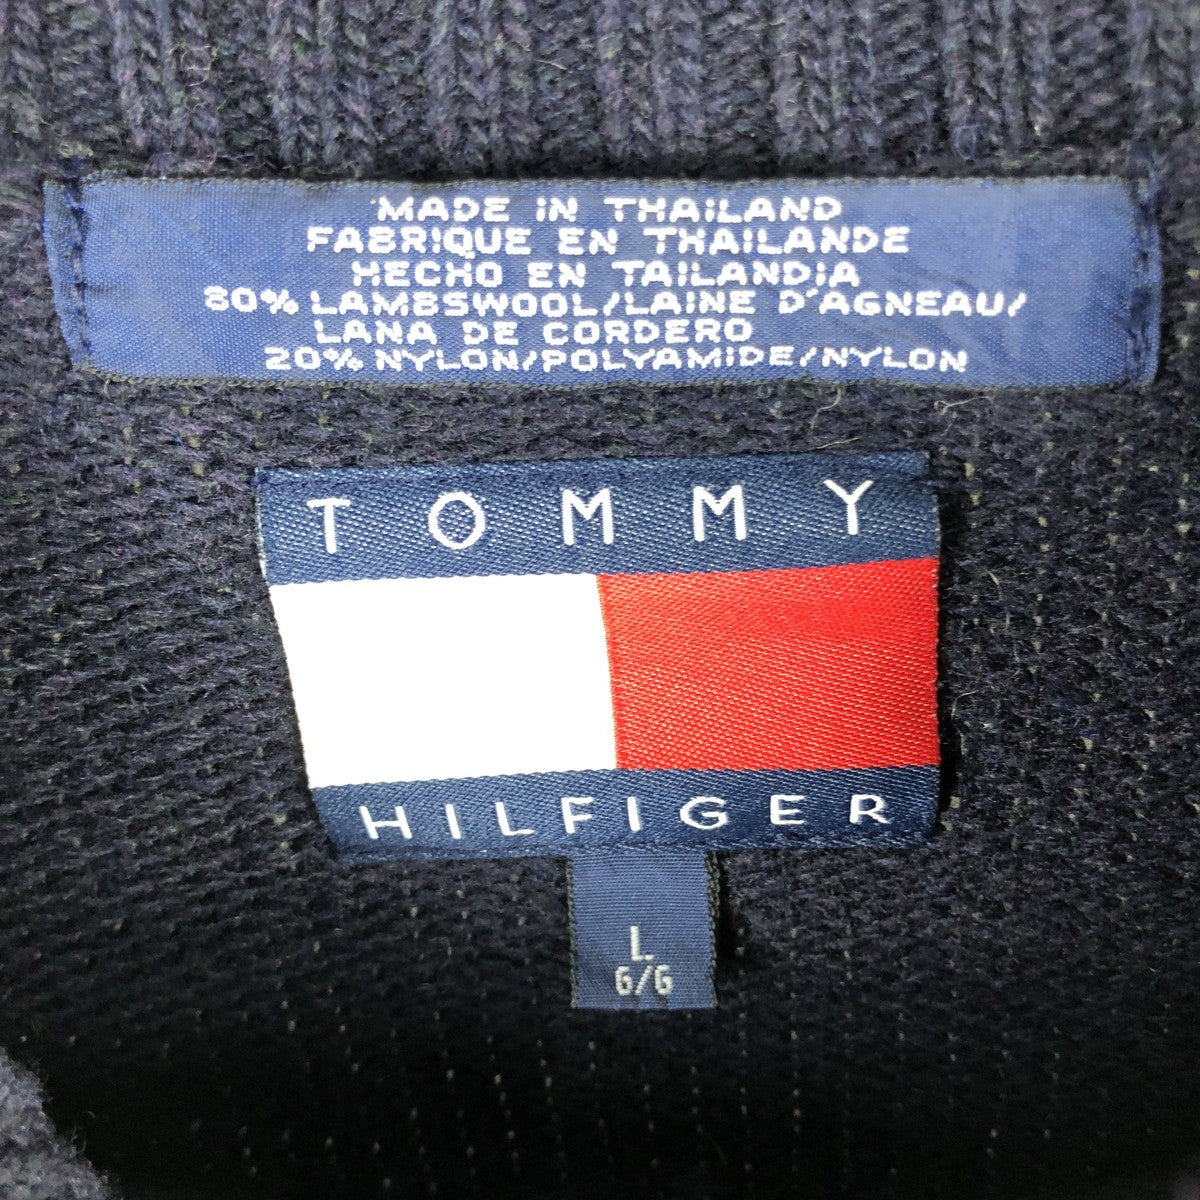 MADE IN THAILAND
FABRIQUE EN THAILANDE
HECHO EN TAILANDIA
80% LAMBSWOOL/LAINE D'AGNEAU/
LANA DE CORDERO
20% NYLON/POLYAMIDE/NYLON
TOMMY
HILFIGER
L
G/G